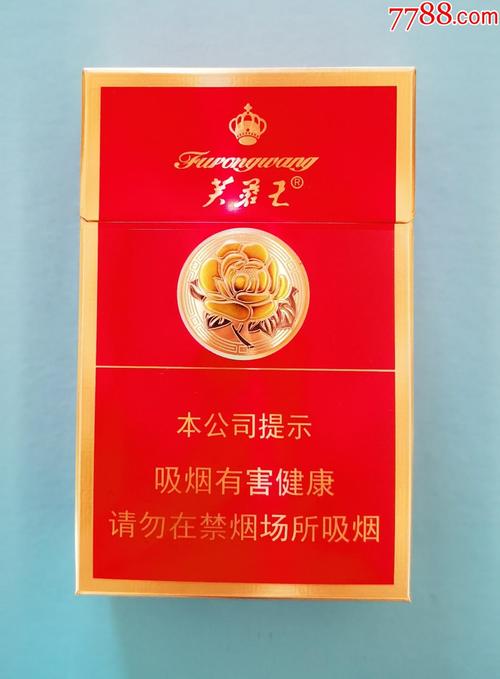 7788.com
Furongwang
芙蓉王®
本公司提示
吸烟有害健康
请勿在禁烟场所吸烟